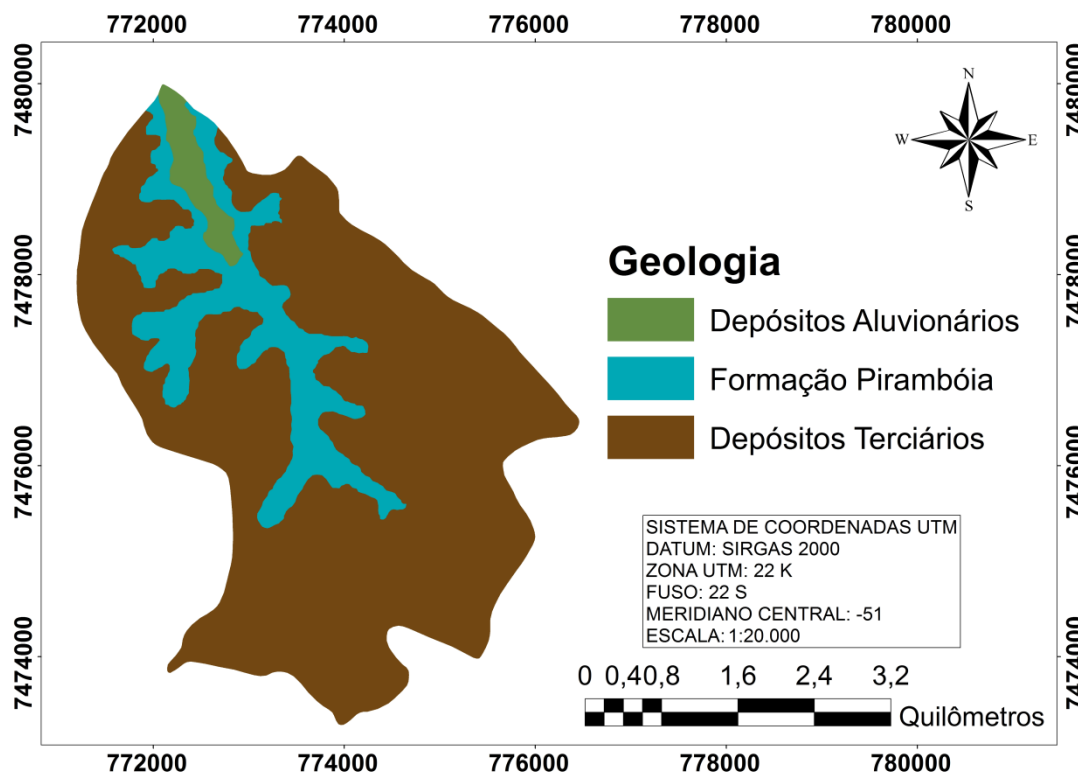 772000 774000 776000 778000 780000
7480000 7480000
N
W E
S
7478000 7478000
Geologia
Depósitos Aluvionários
Formação Pirambóia
Depósitos Terciários
7476000 7476000
SISTEMA DE COORDENADAS UTM
DATUM: SIRGAS 2000
ZONA UTM: 22 K
FUSO: 22 S
MERIDIANO CENTRAL: -51
ESCALA: 1:20.000
7474000 7474000
0 0,40,8 1,6 2,4 3,2
Quilômetros
772000 774000 776000 778000 780000